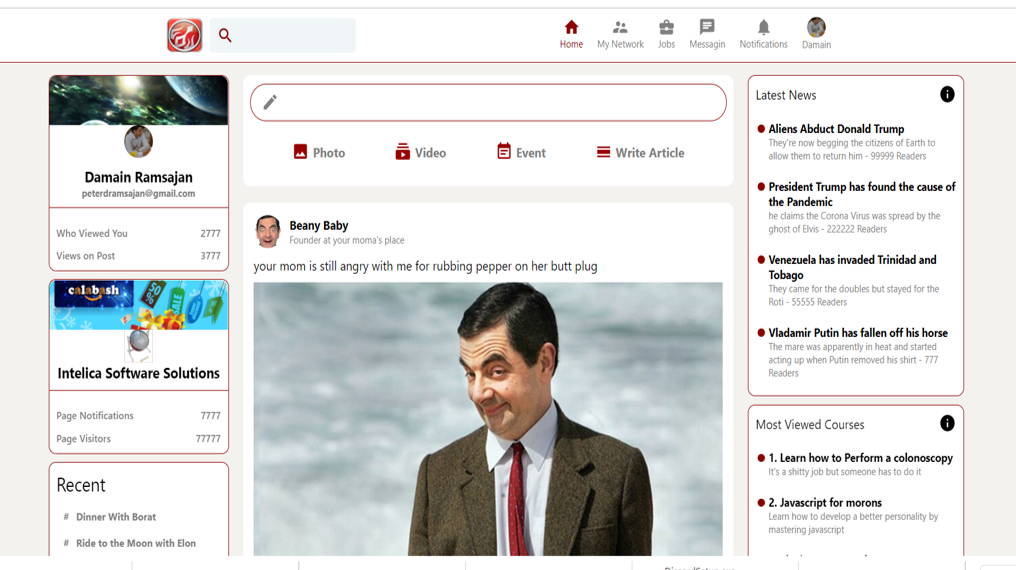 Home
My Network
Jobs
Messagin
Notifications
Damain
Damain Ramsajan
peterdramsajan@gmail.com
Who Viewed You 2777
Views on Post 3777
calabash
50%
SALE
Intelica Software Solutions
Page Notifications 7777
Page Visitors 77777
Recent
# Dinner With Borat
# Ride to the Moon with Elon
Photo
Video
Event
Write Article
Beany Baby
Founder at your moma's place
your mom is still angry with me for rubbing pepper on her butt plug
Latest News
Aliens Abduct Donald Trump
They're now begging the citizens of Earth to
allow them to return him - 99999 Readers
President Trump has found the cause of
the Pandemic
he claims the Corona Virus was spread by the
ghost of Elvis - 222222 Readers
Venezuela has invaded Trinidad and
Tobago
They came for the doubles but stayed for the
Roti - 55555 Readers
Vladamir Putin has fallen off his horse
The mare was apparently in heat and started
acting up when Putin removed his shirt - 777
Readers
Most Viewed Courses
1. Learn how to Perform a colonoscopy
It's a shitty job but someone has to do it
2. Javascript for morons
Learn how to develop a better personality by
mastering javascript